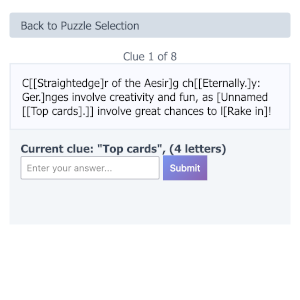 Back to Puzzle Selection
Clue 1 of 8
C[[Straightedge]r of the Aesir]g ch[[Eternally.]y:
Ger.]nges involve creativity and fun, as [Unnamed
[[Top cards].]] involve great chances to l[Rake in]!
Current clue: "Top cards", (4 letters)
Enter your answer...
Submit